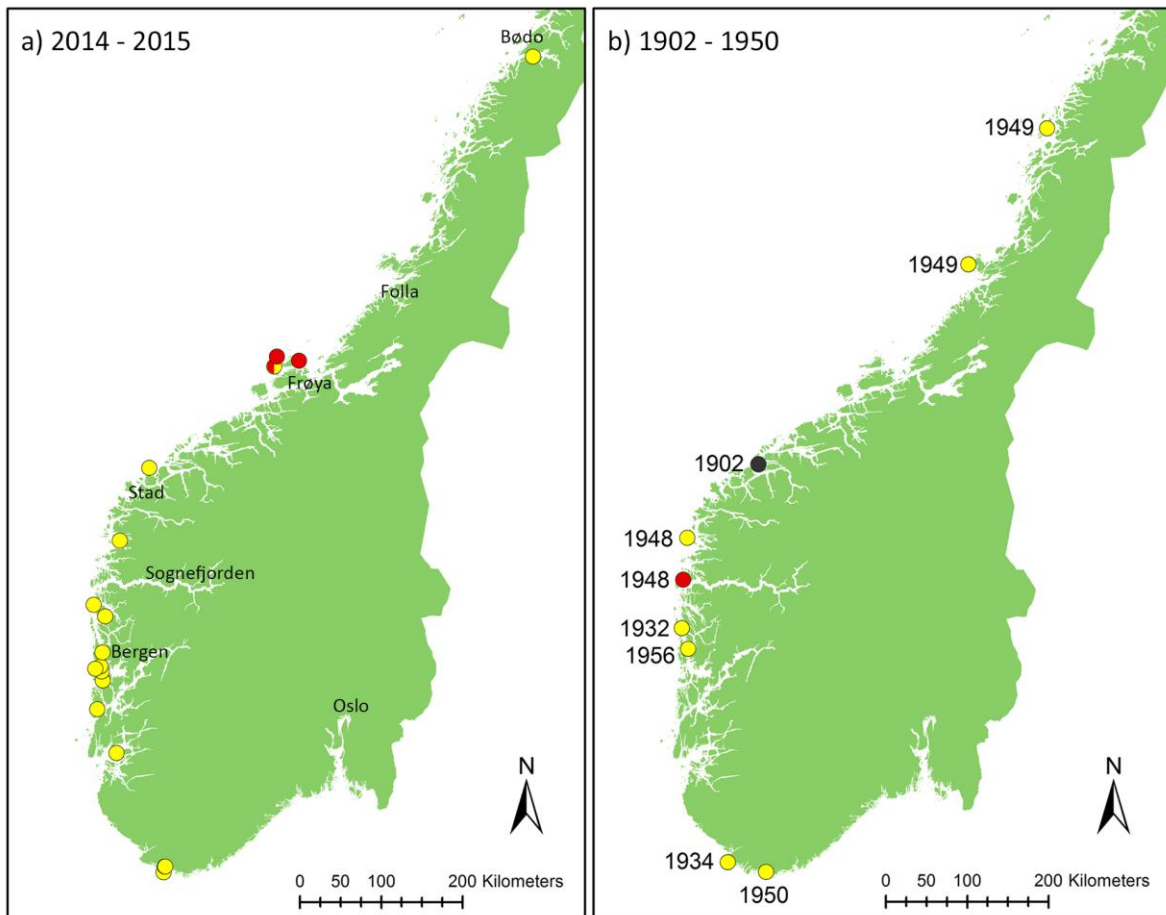 a) 2014 - 2015
Bødo
Folla
Frøya
Stad
Sognefjorden
Bergen
Oslo
N
0 50 100 200 Kilometers
b) 1902 - 1950
1949
1949
1902
1948
1948
1932
1956
1934
1950
N
0 50 100 200 Kilometers